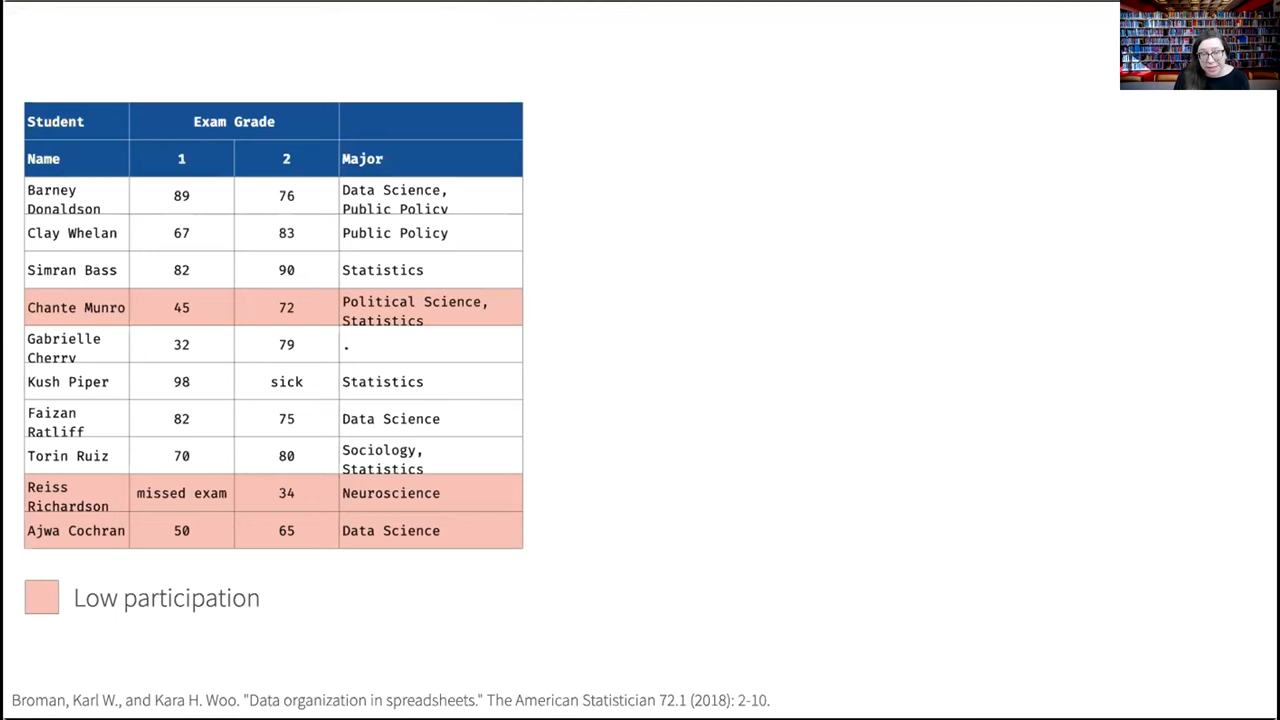 Student Exam Grade
Name 1 2 Major
Barney Donaldson 89 76 Data Science, Public Policy
Clay Whelan 67 83 Public Policy
Simran Bass 82 90 Statistics
Chante Munro 45 72 Political Science, Statistics
Gabrielle Cherry 32 79 .
Kush Piper 98 sick Statistics
Faizan Ratliff 82 75 Data Science
Torin Ruiz 70 80 Sociology, Statistics
Reiss Richardson missed exam 34 Neuroscience
Ajwa Cochran 50 65 Data Science
Low participation
Broman, Karl W., and Kara H. Woo. "Data organization in spreadsheets." The American Statistician 72.1 (2018): 2-10.